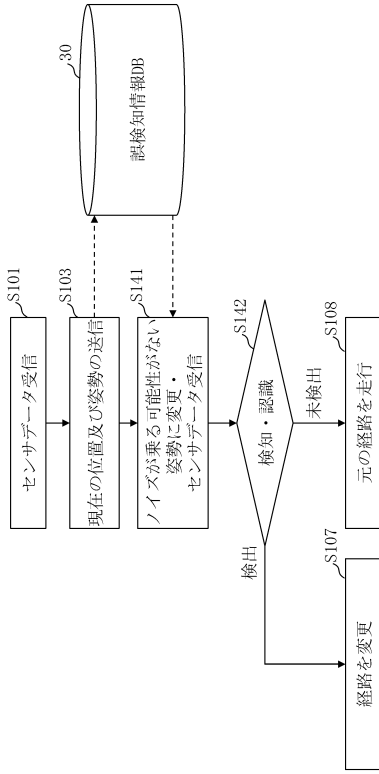 S101
センサデータ受信
S103
現在の位置及び姿勢の送信
30
誤検知情報DB
S141
ノイズが乗る可能性がない
姿勢に変更・
センサデータ受信
S142
検知・認識
検出
未検出
S107
経路を変更
S108
元の経路を走行